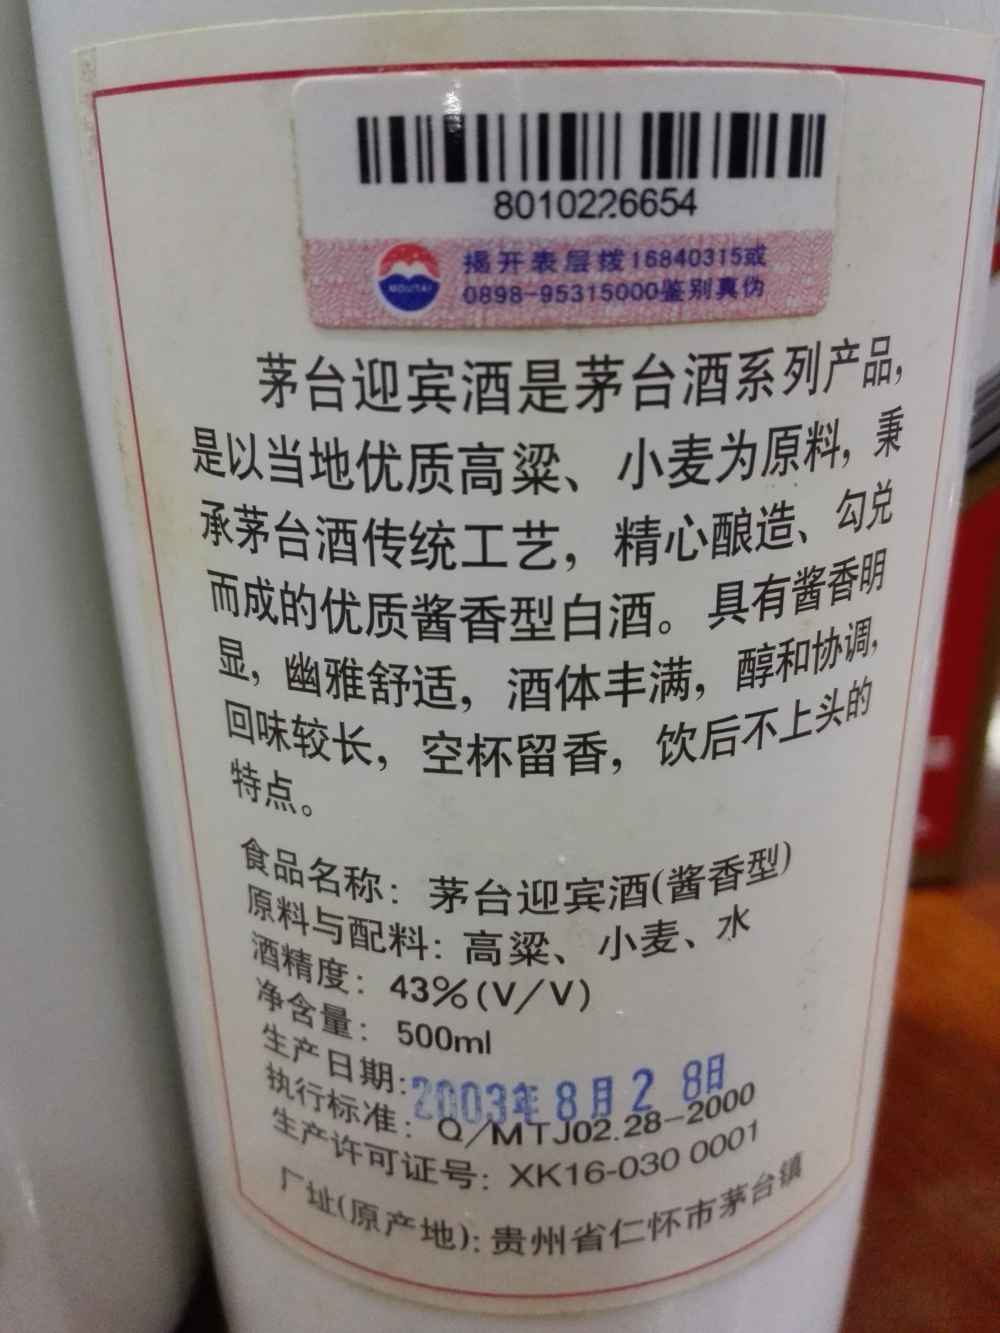 8010226654
MOUTAI
揭开表层拨16840315或
0898-95315000鉴别真伪
茅台迎宾酒是茅台酒系列产品,
是以当地优质高粱、小麦为原料,秉
承茅台酒传统工艺,精心酿造、勾兑
而成的优质酱香型白酒。具有酱香明
显,幽雅舒适,酒体丰满,醇和协调,
回味较长,空杯留香,饮后不上头的
特点。
食品名称:茅台迎宾酒(酱香型)
原料与配料:高粱、小麦、水
酒精度:43%(V/V)
净含量:500ml
生产日期:2003年8月28日
执行标准:Q/MTJ02.28-2000
生产许可证号:XK16-030 0001
厂址(原产地):贵州省仁怀市茅台镇